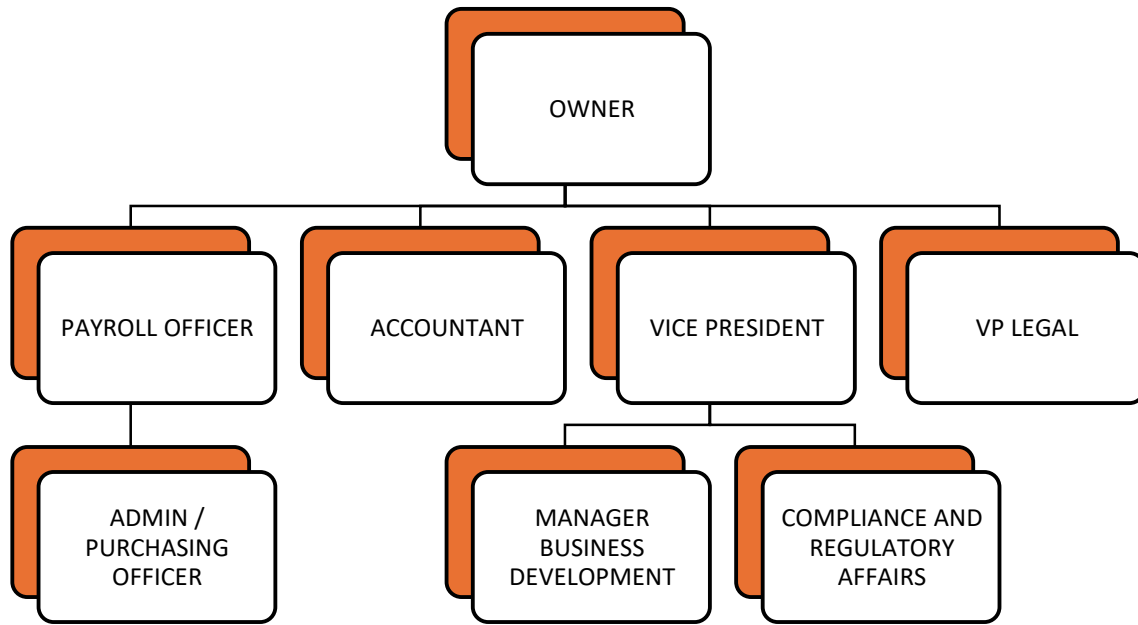 OWNER
PAYROLL OFFICER
ACCOUNTANT
VICE PRESIDENT
VP LEGAL
ADMIN /
PURCHASING
OFFICER
MANAGER
BUSINESS
DEVELOPMENT
COMPLIANCE AND
REGULATORY
AFFAIRS